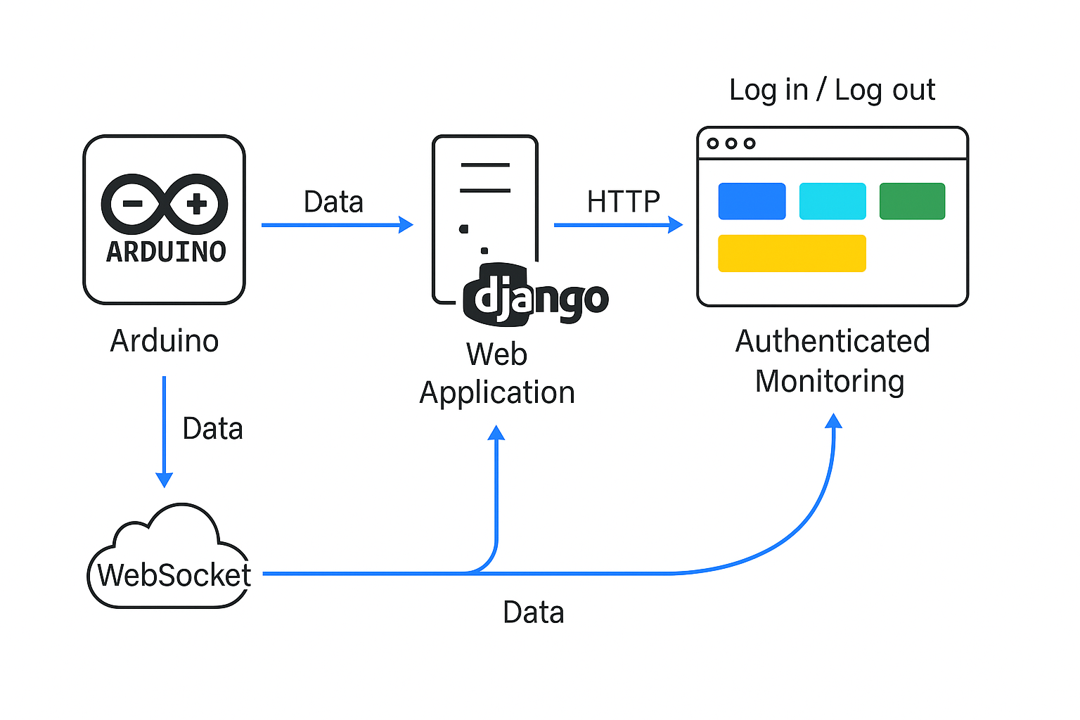 Log in / Log out
ARDUINO
Data
HTTP
django
Arduino
Web
Application
Authenticated
Monitoring
Data
WebSocket
Data